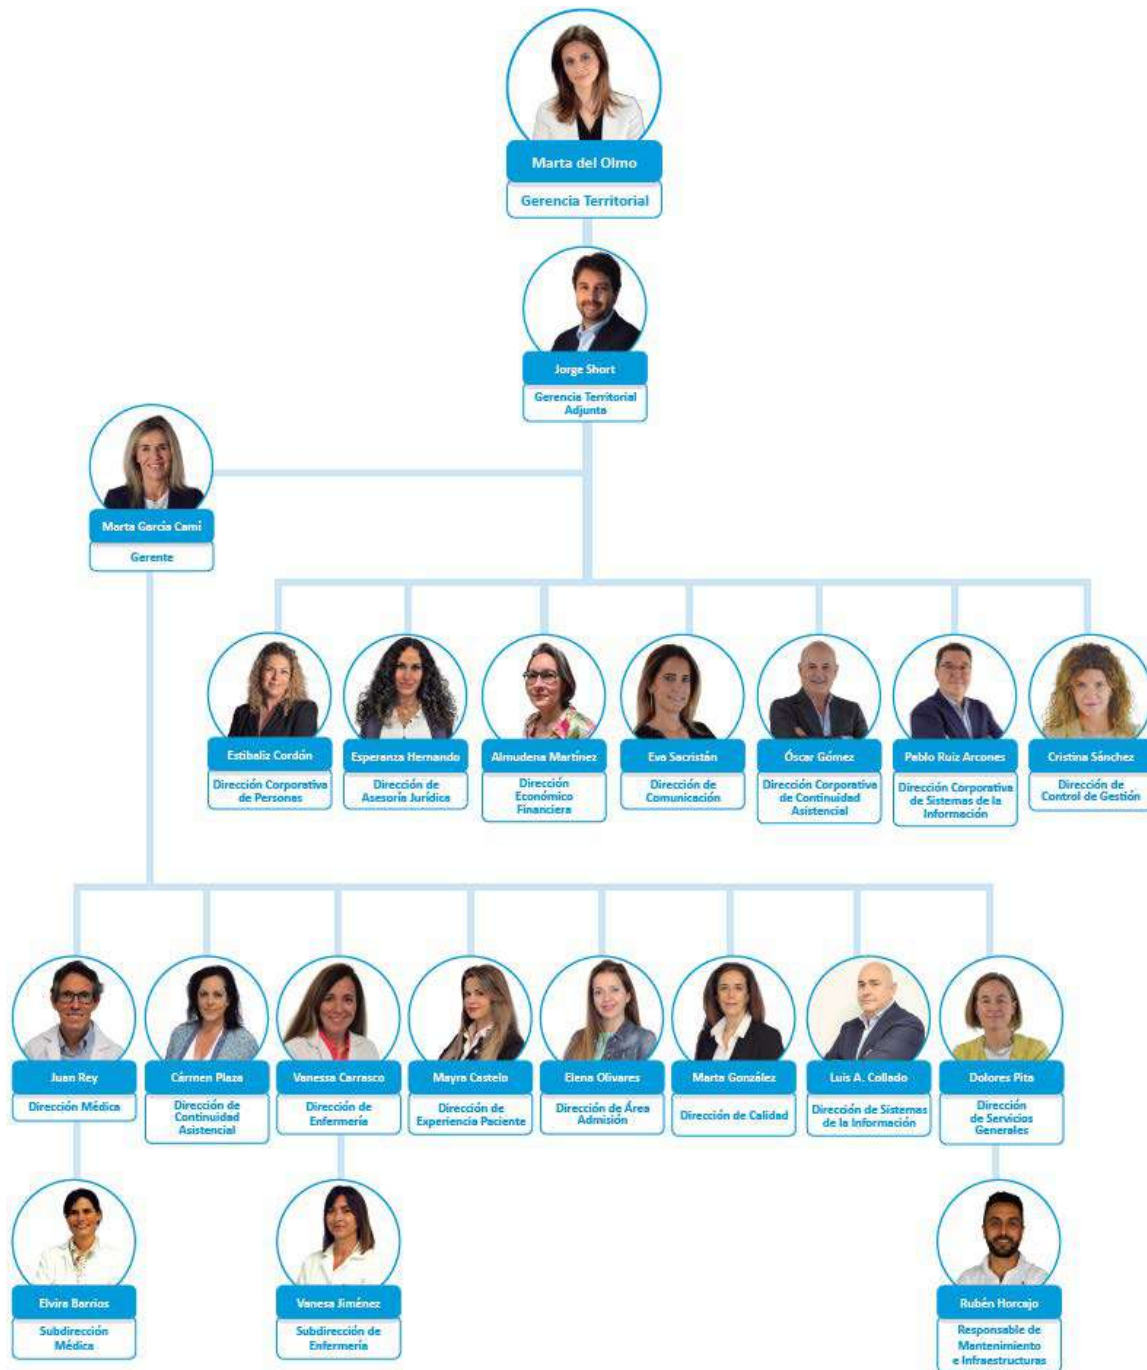 Marta del Olmo
Gerencia Territorial
Jorge Short
Gerencia Territorial
Adjunta
Marta García Camí
Gerente
Estibaliz Cordón
Dirección Corporativa
de Personas
Esperanza Hernando
Dirección de
Asesoría Jurídica
Almudena Martínez
Dirección
Económico
Financiera
Eva Sacristán
Dirección de
Comunicación
Óscar Gómez
Dirección Corporativa
de Continuidad
Asistencial
Pablo Ruiz Arcones
Dirección Corporativa
de Sistemas de la
Información
Cristina Sánchez
Dirección de
Control de Gestión
Juan Rey
Dirección Médica
Cármen Plaza
Dirección de
Continuidad
Asistencial
Vanessa Carrasco
Dirección de
Enfermería
Mayra Castelo
Dirección de
Experiencia Paciente
Elena Olivares
Dirección de Área
Admisión
Marta González
Dirección de Calidad
Luis A. Collado
Dirección de Sistemas
de la Información
Dolores Pita
Dirección
de Servicios
Generales
Elvira Barrios
Subdirección
Médica
Vanesa Jiménez
Subdirección de
Enfermería
Rubén Horcajo
Responsable de
Mantenimiento
e Infraestructuras